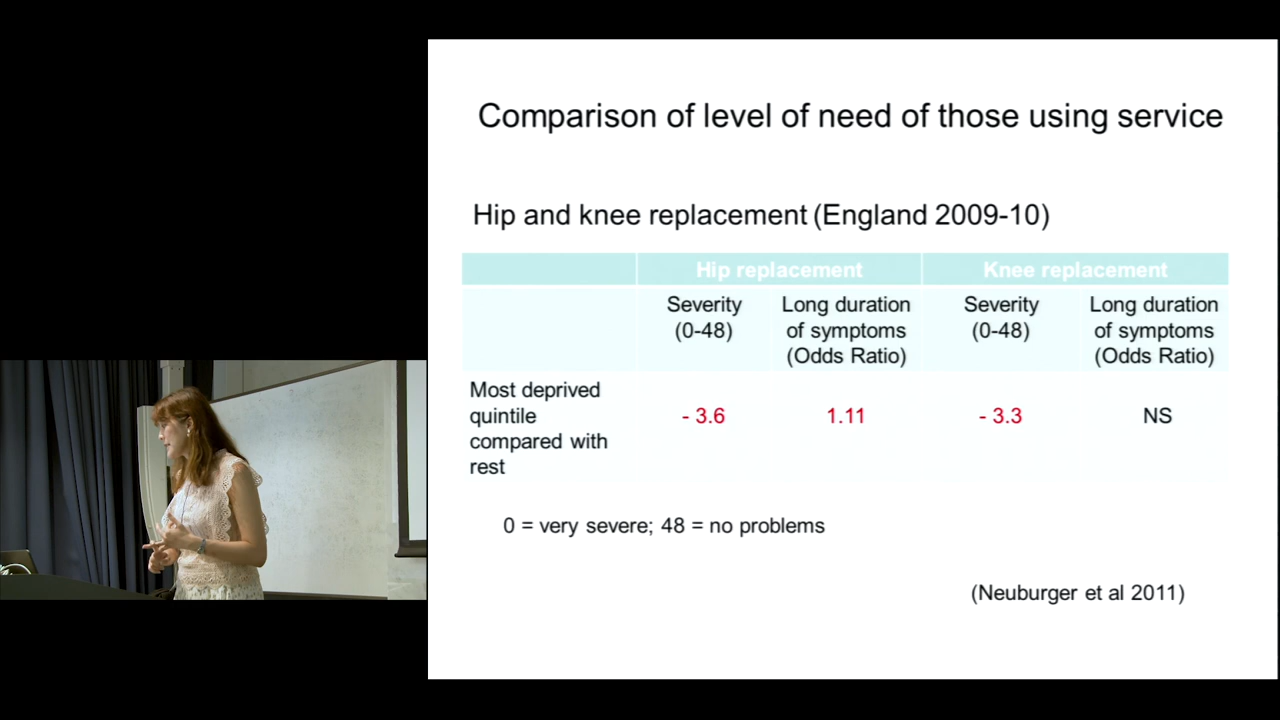 Comparison of level of need of those using service
Hip and knee replacement (England 2009-10)
Hip replacement Knee replacement
Severity (0-48) Long duration of symptoms (Odds Ratio) Severity (0-48) Long duration of symptoms (Odds Ratio)
Most deprived quintile compared with rest - 3.6 1.11 - 3.3 NS
0 = very severe; 48 = no problems
(Neuburger et al 2011)